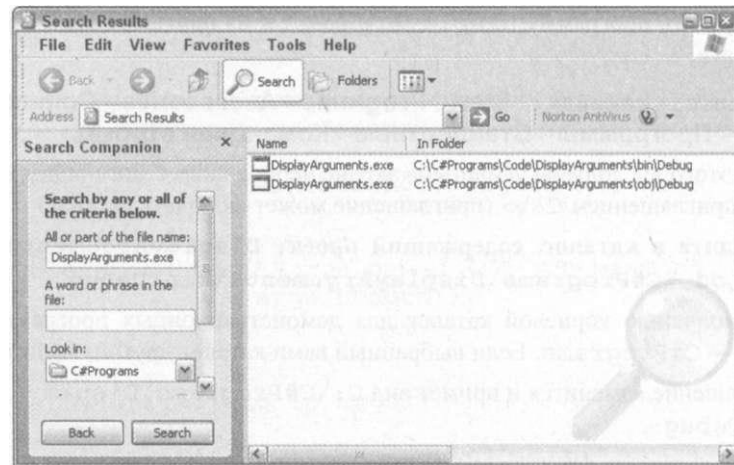 Search Results
File Edit View Favorites Tools Help
Back Search Folders
Address Search Results Go Norton AntiVirus
Search Companion
Name In Folder
DisplayArguments.exe C:\C#Programs\Code\DisplayArguments\bin\Debug
DisplayArguments.exe C:\C#Programs\Code\DisplayArguments\obj\Debug
Search by any or all of
the criteria below.
All or part of the file name:
DisplayArguments.exe
A word or phrase in the
file:
Look in:
C#Programs
Back Search